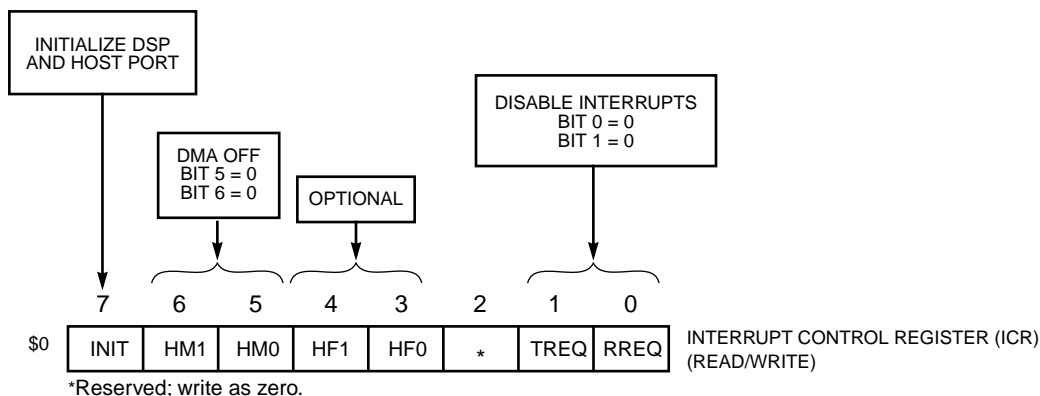 INITIALIZE DSP
AND HOST PORT
DISABLE INTERRUPTS
BIT 0 = 0
BIT 1 = 0
DMA OFF
BIT 5 = 0
BIT 6 = 0
OPTIONAL
7 6 5 4 3 2 1 0
$0 INIT HM1 HM0 HF1 HF0 * TREQ RREQ
INTERRUPT CONTROL REGISTER (ICR)
(READ/WRITE)
*Reserved; write as zero.